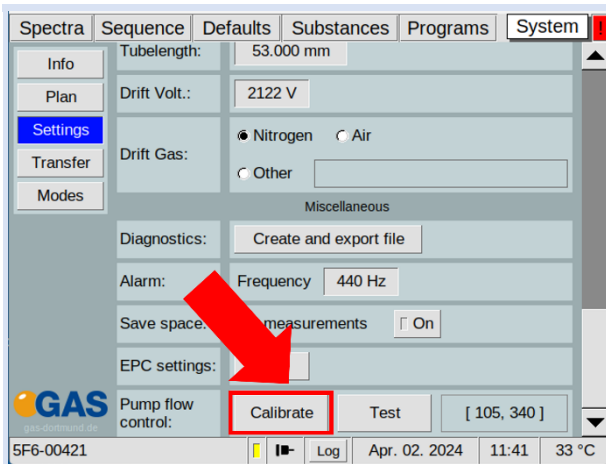 Spectra Sequence Defaults Substances Programs System !
Info
Plan
Settings
Transfer
Modes
Tubelength: 53.000 mm
Drift Volt.: 2122 V
Drift Gas: Nitrogen Air
Other
Miscellaneous
Diagnostics: Create and export file
Alarm: Frequency 440 Hz
Save space: measurements On
EPC settings:
GAS
gas-dortmund.de
Pump flow
control: Calibrate Test [ 105, 340 ]
5F6-00421 Log Apr. 02. 2024 11:41 33 °C